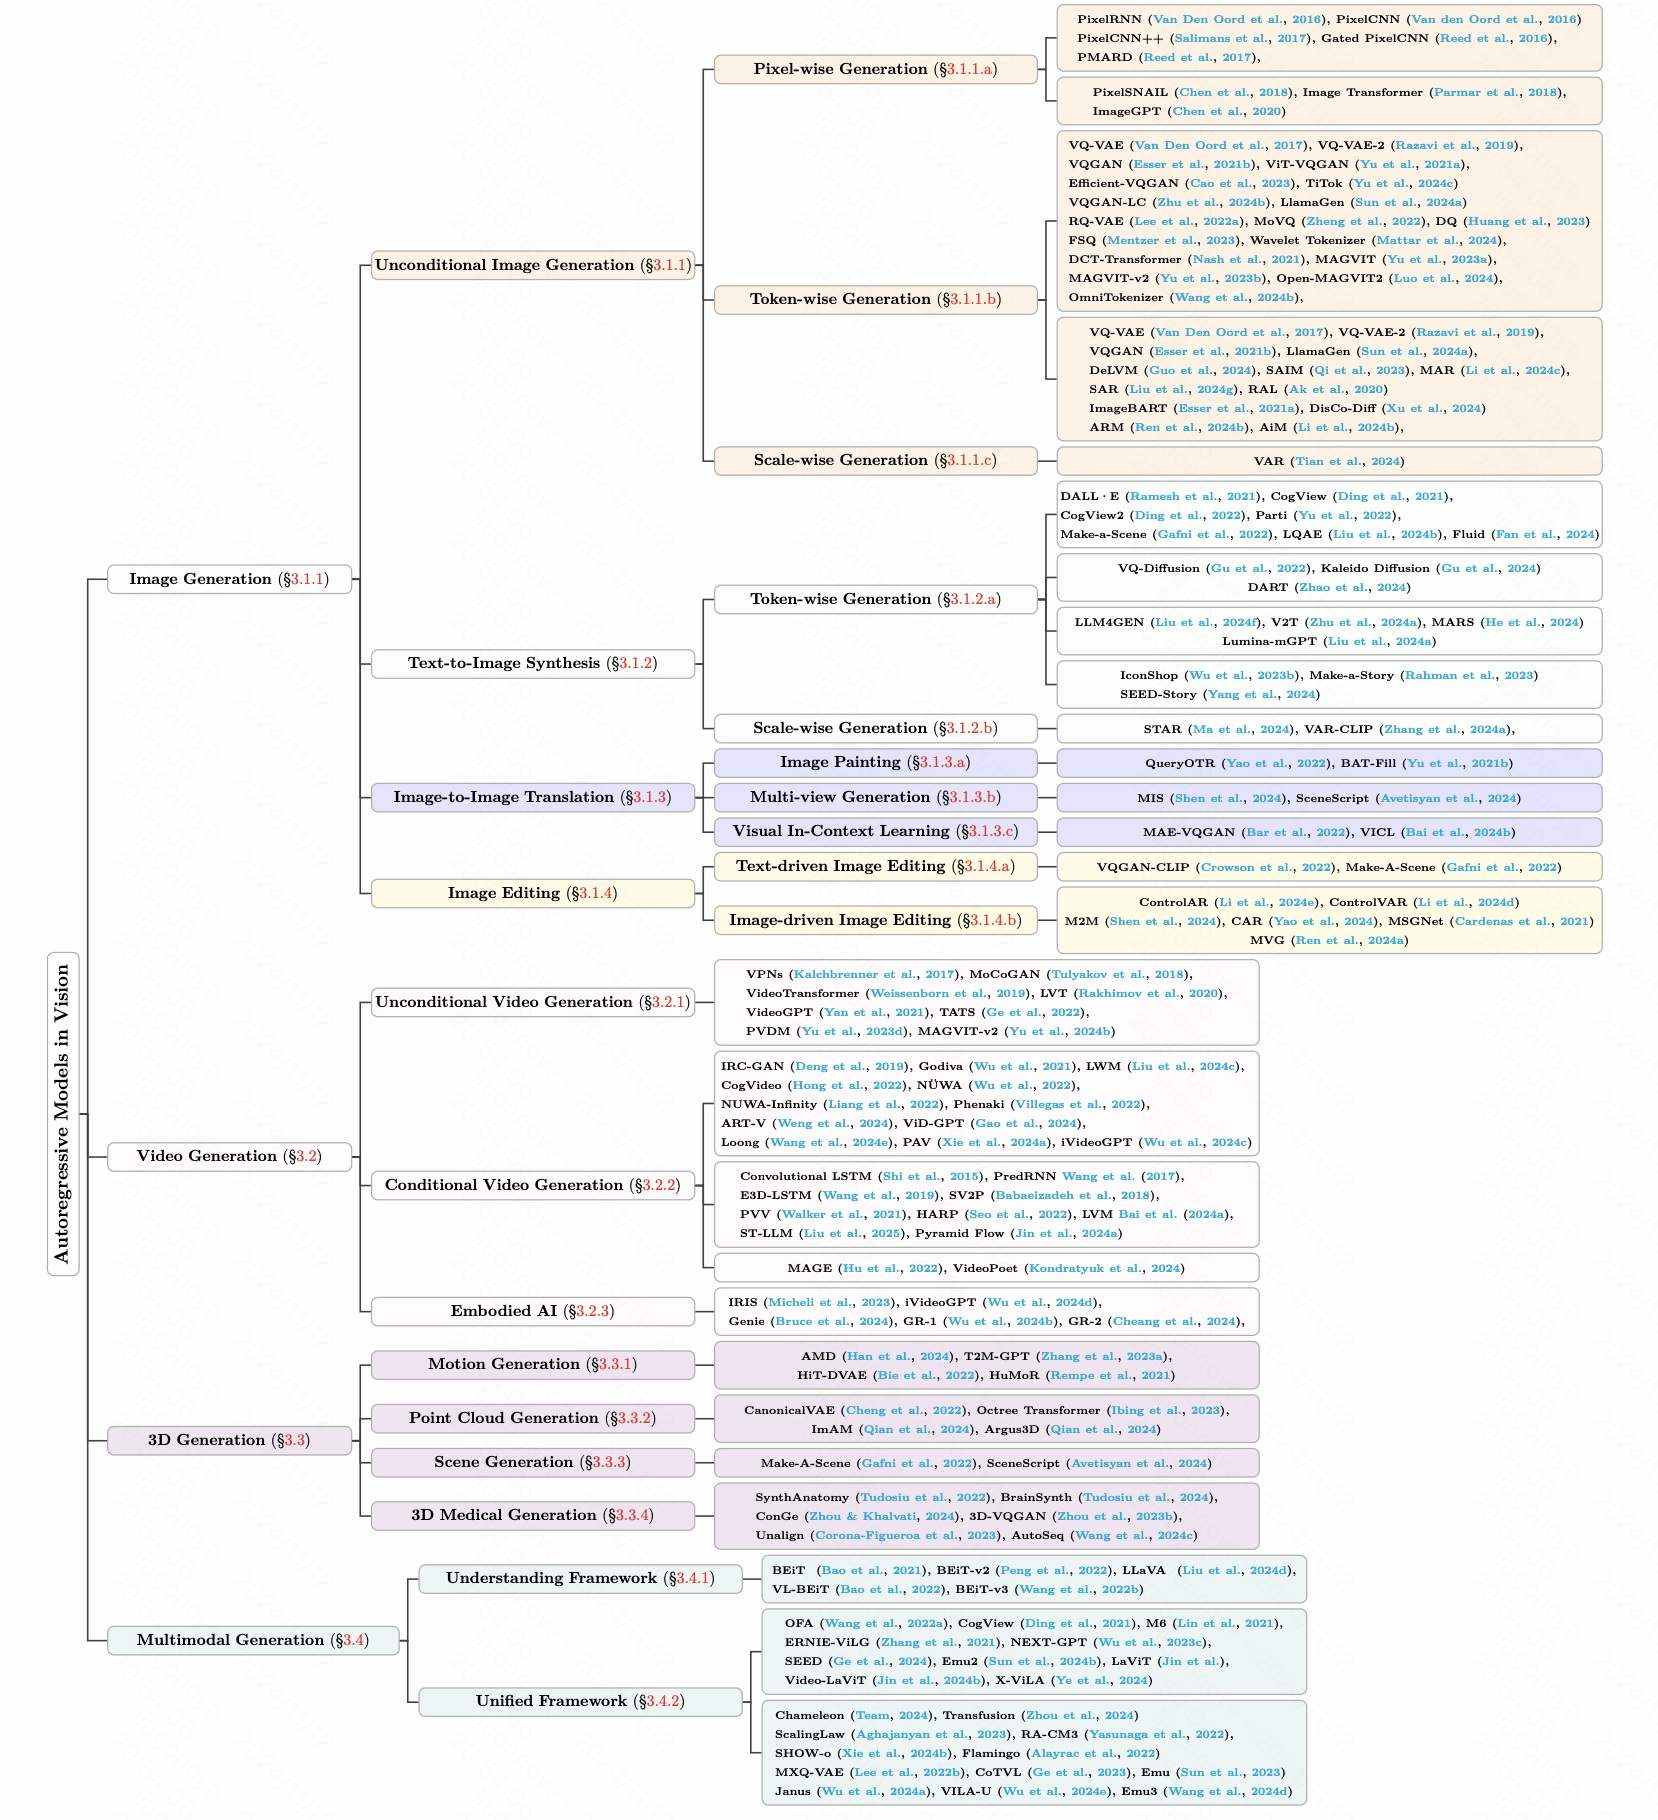 Autoregressive Models in Vision
Image Generation (§3.1.1)
Unconditional Image Generation (§3.1.1)
Pixel-wise Generation (§3.1.1.a)
PixelRNN (Van Den Oord et al., 2016), PixelCNN (Van den Oord et al., 2016)
PixelCNN++ (Salimans et al., 2017), Gated PixelCNN (Reed et al., 2016),
PMARD (Reed et al., 2017),
PixelSNAIL (Chen et al., 2018), Image Transformer (Parmar et al., 2018),
ImageGPT (Chen et al., 2020)
Token-wise Generation (§3.1.1.b)
VQ-VAE (Van Den Oord et al., 2017), VQ-VAE-2 (Razavi et al., 2019),
VQGAN (Esser et al., 2021b), ViT-VQGAN (Yu et al., 2021a),
Efficient-VQGAN (Cao et al., 2023), TiTok (Yu et al., 2024c)
VQGAN-LC (Zhu et al., 2024b), LlamaGen (Sun et al., 2024a)
RQ-VAE (Lee et al., 2022a), MoVQ (Zheng et al., 2022), DQ (Huang et al., 2023)
FSQ (Mentzer et al., 2023), Wavelet Tokenizer (Mattar et al., 2024),
DCT-Transformer (Nash et al., 2021), MAGVIT (Yu et al., 2023a),
MAGVIT-v2 (Yu et al., 2023b), Open-MAGVIT2 (Luo et al., 2024),
OmniTokenizer (Wang et al., 2024b),
VQ-VAE (Van Den Oord et al., 2017), VQ-VAE-2 (Razavi et al., 2019),
VQGAN (Esser et al., 2021b), LlamaGen (Sun et al., 2024a),
DeLVM (Guo et al., 2024), SAIM (Qi et al., 2023), MAR (Li et al., 2024c),
SAR (Liu et al., 2024g), RAL (Ak et al., 2020)
ImageBART (Esser et al., 2021a), DisCo-Diff (Xu et al., 2024)
ARM (Ren et al., 2024b), AiM (Li et al., 2024b),
Scale-wise Generation (§3.1.1.c)
VAR (Tian et al., 2024)
Text-to-Image Synthesis (§3.1.2)
Token-wise Generation (§3.1.2.a)
DALL·E (Ramesh et al., 2021), CogView (Ding et al., 2021),
CogView2 (Ding et al., 2022), Parti (Yu et al., 2022),
Make-a-Scene (Gafni et al., 2022), LQAE (Liu et al., 2024b), Fluid (Fan et al., 2024)
VQ-Diffusion (Gu et al., 2022), Kaleido Diffusion (Gu et al., 2024)
DART (Zhao et al., 2024)
LLM4GEN (Liu et al., 2024f), V2T (Zhu et al., 2024a), MARS (He et al., 2024)
Lumina-mGPT (Liu et al., 2024a)
IconShop (Wu et al., 2023b), Make-a-Story (Rahman et al., 2023)
SEED-Story (Yang et al., 2024)
Scale-wise Generation (§3.1.2.b)
STAR (Ma et al., 2024), VAR-CLIP (Zhang et al., 2024a),
Image-to-Image Translation (§3.1.3)
Image Painting (§3.1.3.a)
QueryOTR (Yao et al., 2022), BAT-Fill (Yu et al., 2021b)
Multi-view Generation (§3.1.3.b)
MIS (Shen et al., 2024), SceneScript (Avetisyan et al., 2024)
Visual In-Context Learning (§3.1.3.c)
MAE-VQGAN (Bar et al., 2022), VICL (Bai et al., 2024b)
Image Editing (§3.1.4)
Text-driven Image Editing (§3.1.4.a)
VQGAN-CLIP (Crowson et al., 2022), Make-A-Scene (Gafni et al., 2022)
Image-driven Image Editing (§3.1.4.b)
ControlAR (Li et al., 2024e), ControlVAR (Li et al., 2024d)
M2M (Shen et al., 2024), CAR (Yao et al., 2024), MSGNet (Cardenas et al., 2021)
MVG (Ren et al., 2024a)
Video Generation (§3.2)
Unconditional Video Generation (§3.2.1)
VPNs (Kalchbrenner et al., 2017), MoCoGAN (Tulyakov et al., 2018),
VideoTransformer (Weissenborn et al., 2019), LVT (Rakhimov et al., 2020),
VideoGPT (Yan et al., 2021), TATS (Ge et al., 2022),
PVDM (Yu et al., 2023d), MAGVIT-v2 (Yu et al., 2024b)
Conditional Video Generation (§3.2.2)
IRC-GAN (Deng et al., 2019), Godiva (Wu et al., 2021), LWM (Liu et al., 2024c),
CogVideo (Hong et al., 2022), NÜWA (Wu et al., 2022),
NUWA-Infinity (Liang et al., 2022), Phenaki (Villegas et al., 2022),
ART-V (Weng et al., 2024), ViD-GPT (Gao et al., 2024),
Loong (Wang et al., 2024e), PAV (Xie et al., 2024a), iVideoGPT (Wu et al., 2024c)
Convolutional LSTM (Shi et al., 2015), PredRNN Wang et al. (2017),
E3D-LSTM (Wang et al., 2019), SV2P (Babaeizadeh et al., 2018),
PVV (Walker et al., 2021), HARP (Seo et al., 2022), LVM Bai et al. (2024a),
ST-LLM (Liu et al., 2025), Pyramid Flow (Jin et al., 2024a)
MAGE (Hu et al., 2022), VideoPoet (Kondratyuk et al., 2024)
Embodied AI (§3.2.3)
IRIS (Micheli et al., 2023), iVideoGPT (Wu et al., 2024d),
Genie (Bruce et al., 2024), GR-1 (Wu et al., 2024b), GR-2 (Cheang et al., 2024),
3D Generation (§3.3)
Motion Generation (§3.3.1)
AMD (Han et al., 2024), T2M-GPT (Zhang et al., 2023a),
HiT-DVAE (Bie et al., 2022), HuMoR (Rempe et al., 2021)
Point Cloud Generation (§3.3.2)
CanonicalVAE (Cheng et al., 2022), Octree Transformer (Ibing et al., 2023),
ImAM (Qian et al., 2024), Argus3D (Qian et al., 2024)
Scene Generation (§3.3.3)
Make-A-Scene (Gafni et al., 2022), SceneScript (Avetisyan et al., 2024)
3D Medical Generation (§3.3.4)
SynthAnatomy (Tudosiu et al., 2022), BrainSynth (Tudosiu et al., 2024),
ConGe (Zhou & Khalvati, 2024), 3D-VQGAN (Zhou et al., 2023b),
Unalign (Corona-Figueroa et al., 2023), AutoSeq (Wang et al., 2024c)
Multimodal Generation (§3.4)
Understanding Framework (§3.4.1)
BEiT (Bao et al., 2021), BEiT-v2 (Peng et al., 2022), LLaVA (Liu et al., 2024d),
VL-BEiT (Bao et al., 2022), BEiT-v3 (Wang et al., 2022b)
Unified Framework (§3.4.2)
OFA (Wang et al., 2022a), CogView (Ding et al., 2021), M6 (Lin et al., 2021),
ERNIE-ViLG (Zhang et al., 2021), NEXT-GPT (Wu et al., 2023c),
SEED (Ge et al., 2024), Emu2 (Sun et al., 2024b), LaViT (Jin et al.),
Video-LaViT (Jin et al., 2024b), X-ViLA (Ye et al., 2024)
Chameleon (Team, 2024), Transfusion (Zhou et al., 2024)
ScalingLaw (Aghajanyan et al., 2023), RA-CM3 (Yasunaga et al., 2022),
SHOW-o (Xie et al., 2024b), Flamingo (Alayrac et al., 2022)
MXQ-VAE (Lee et al., 2022b), CoTVL (Ge et al., 2023), Emu (Sun et al., 2023)
Janus (Wu et al., 2024a), VILA-U (Wu et al., 2024e), Emu3 (Wang et al., 2024d)